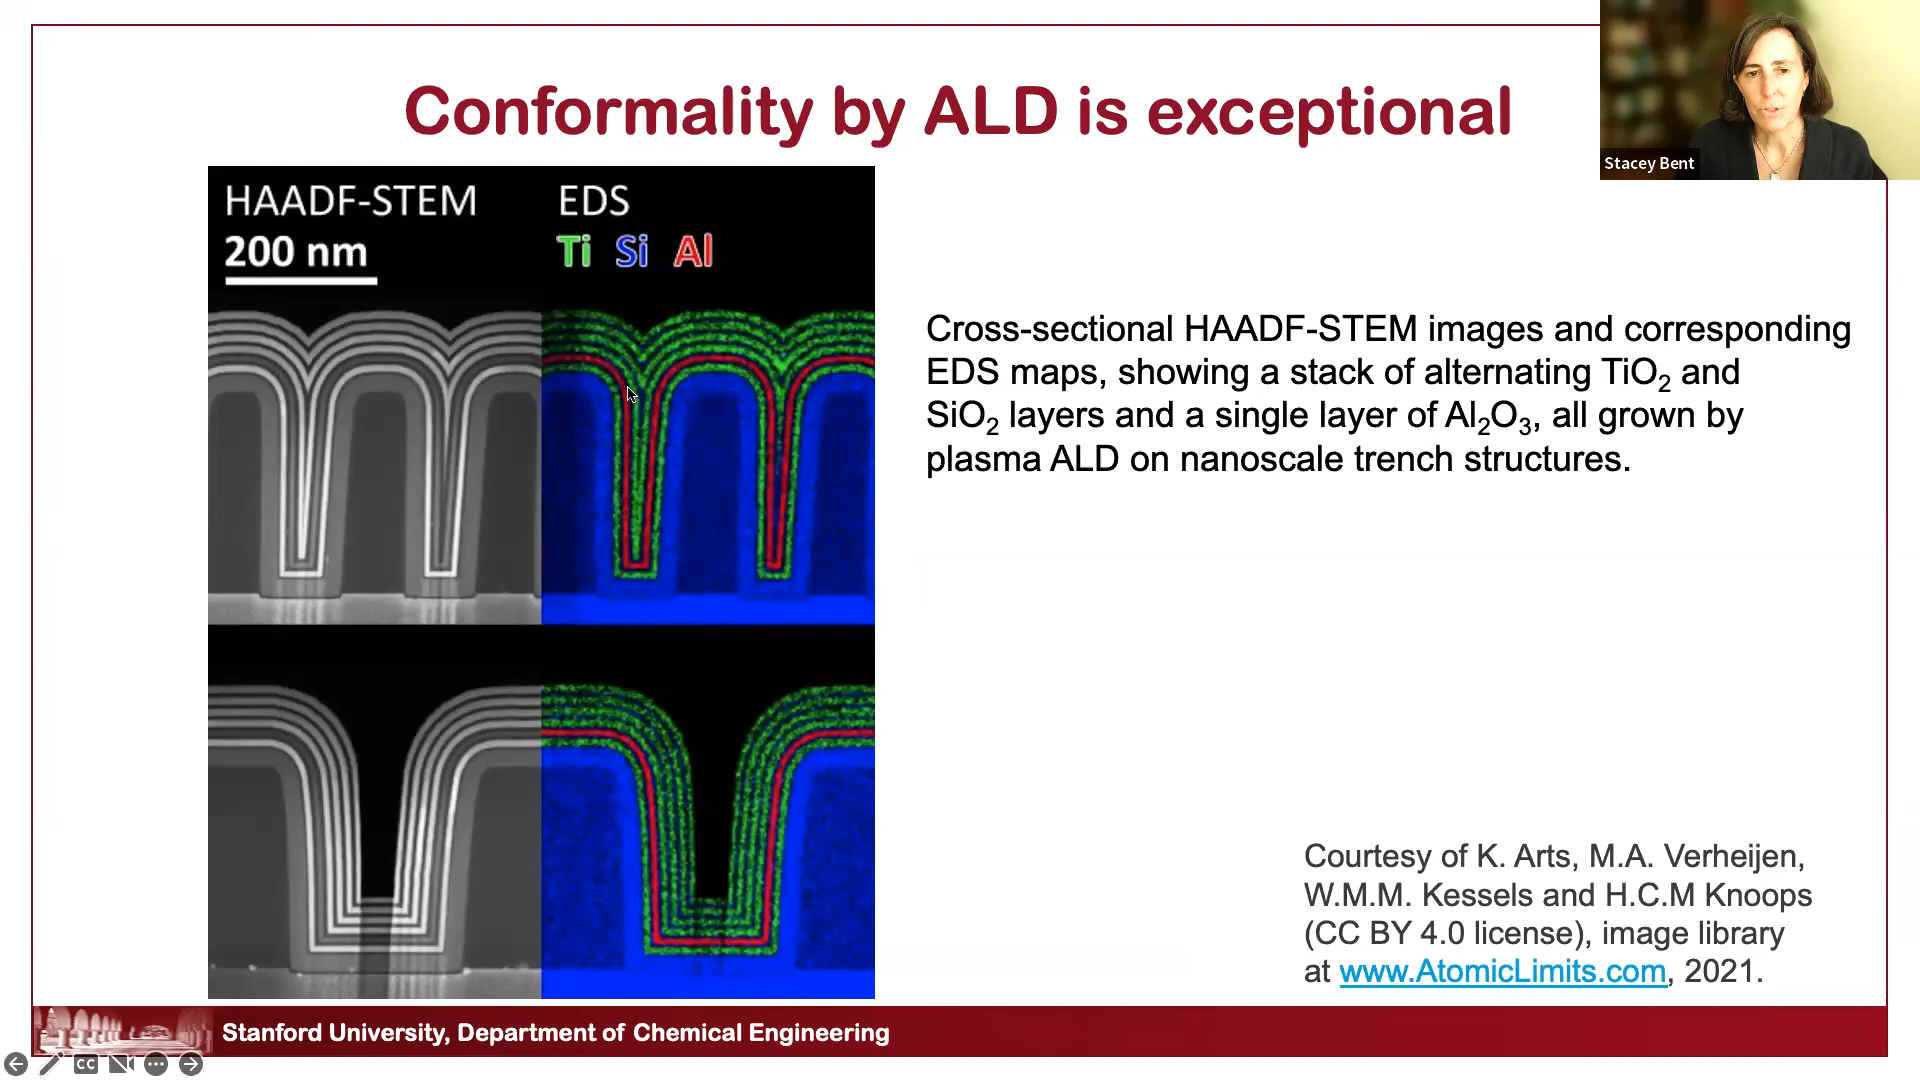 Conformality by ALD is exceptional
Stacey Bent
HAADF-STEM
200 nm
EDS
Ti Si Al
Cross-sectional HAADF-STEM images and corresponding
EDS maps, showing a stack of alternating TiO₂ and
SiO₂ layers and a single layer of Al₂O₃, all grown by
plasma ALD on nanoscale trench structures.
Courtesy of K. Arts, M.A. Verheijen,
W.M.M. Kessels and H.C.M Knoops
(CC BY 4.0 license), image library
at www.AtomicLimits.com, 2021.
Stanford University, Department of Chemical Engineering
CC